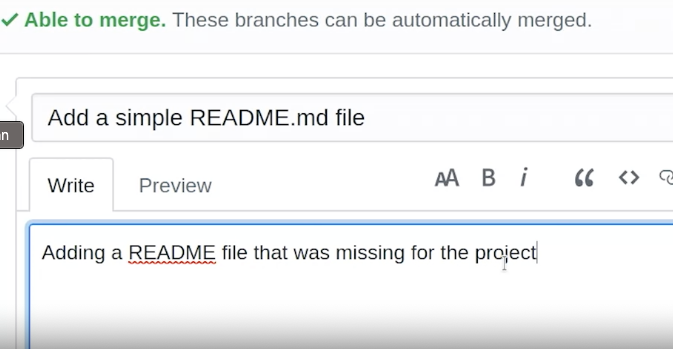 Able to merge. These branches can be automatically merged.
Add a simple README.md file
Write Preview AA B i “ <>
Adding a README file that was missing for the project